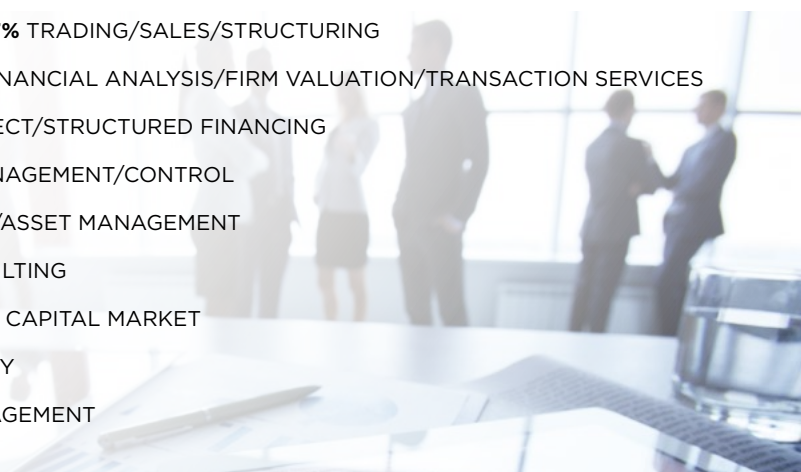 % TRADING/SALES/STRUCTURING
NANCIAL ANALYSIS/FIRM VALUATION/TRANSACTION SERVICES
ECT/STRUCTURED FINANCING
NAGEMENT/CONTROL
/ASSET MANAGEMENT
LTING
CAPITAL MARKET
Y
AGEMENT